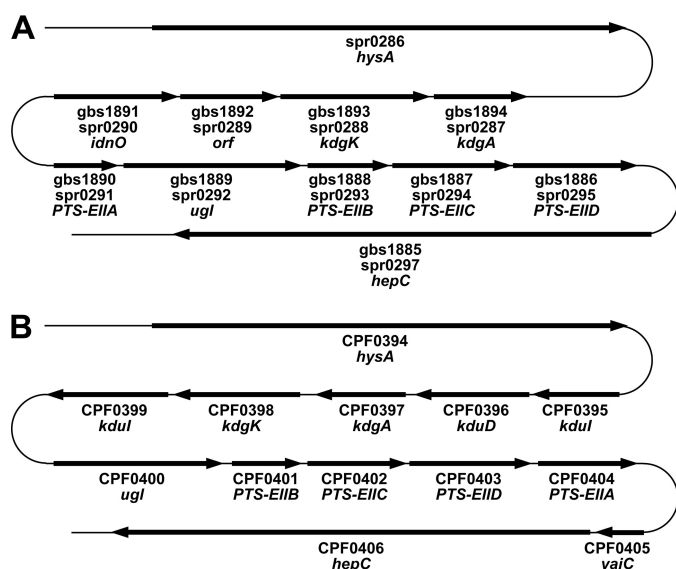 A
spr0286
hysA
gbs1891 gbs1892 gbs1893 gbs1894
spr0290 spr0289 spr0288 spr0287
idnO orf kdgK kdgA
gbs1890 gbs1889 gbs1888 gbs1887 gbs1886
spr0291 spr0292 spr0293 spr0294 spr0295
PTS-EIIA ugl PTS-EIIB PTS-EIIC PTS-EIID
gbs1885
spr0297
hepC
B
CPF0394
hysA
CPF0399 CPF0398 CPF0397 CPF0396 CPF0395
kduI kdgK kdgA kduD kduI
CPF0400 CPF0401 CPF0402 CPF0403 CPF0404
ugl PTS-EIIB PTS-EIIC PTS-EIID PTS-EIIA
CPF0406 CPF0405
hepC yajC